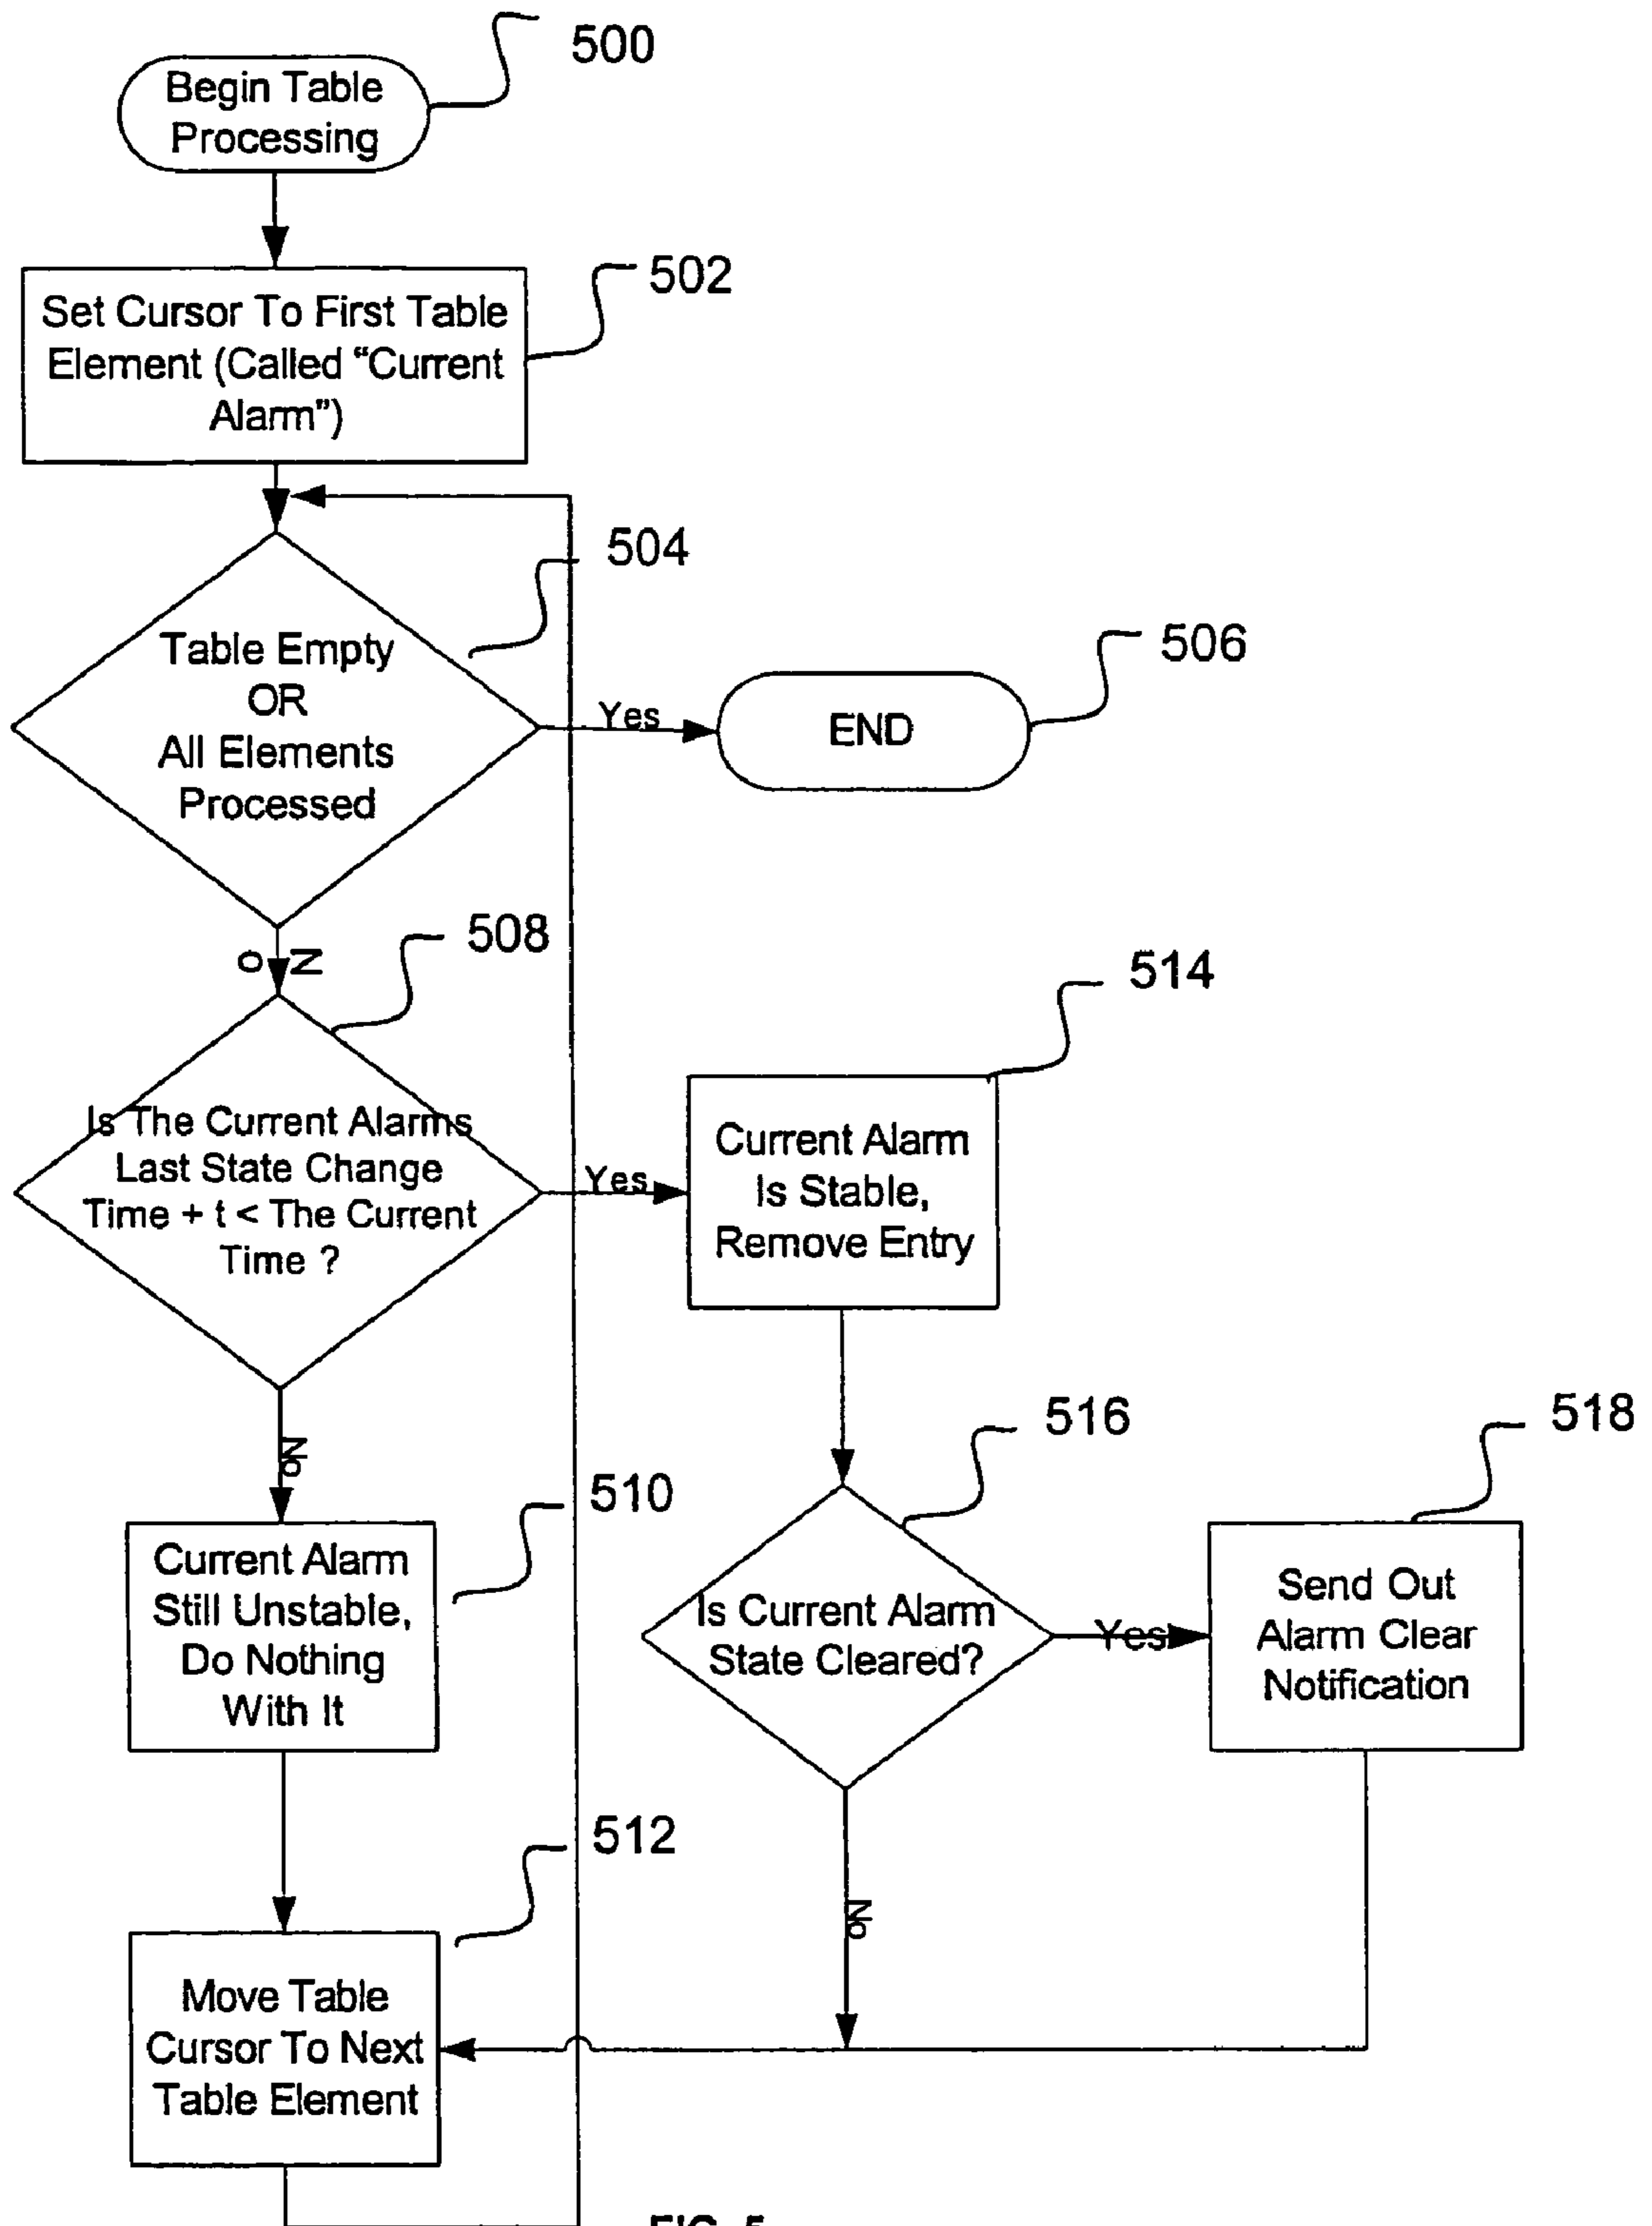 500
Begin Table
Processing
502
Set Cursor To First Table
Element (Called “Current
Alarm”)
504
Table Empty
OR
All Elements
Processed
Yes
506
END
No
508
Is The Current Alarms
Last State Change
Time + t < The Current
Time ?
Yes
514
Current Alarm
Is Stable,
Remove Entry
No
510
Current Alarm
Still Unstable,
Do Nothing
With It
516
Is Current Alarm
State Cleared?
Yes
518
Send Out
Alarm Clear
Notification
No
512
Move Table
Cursor To Next
Table Element
FIG. 5